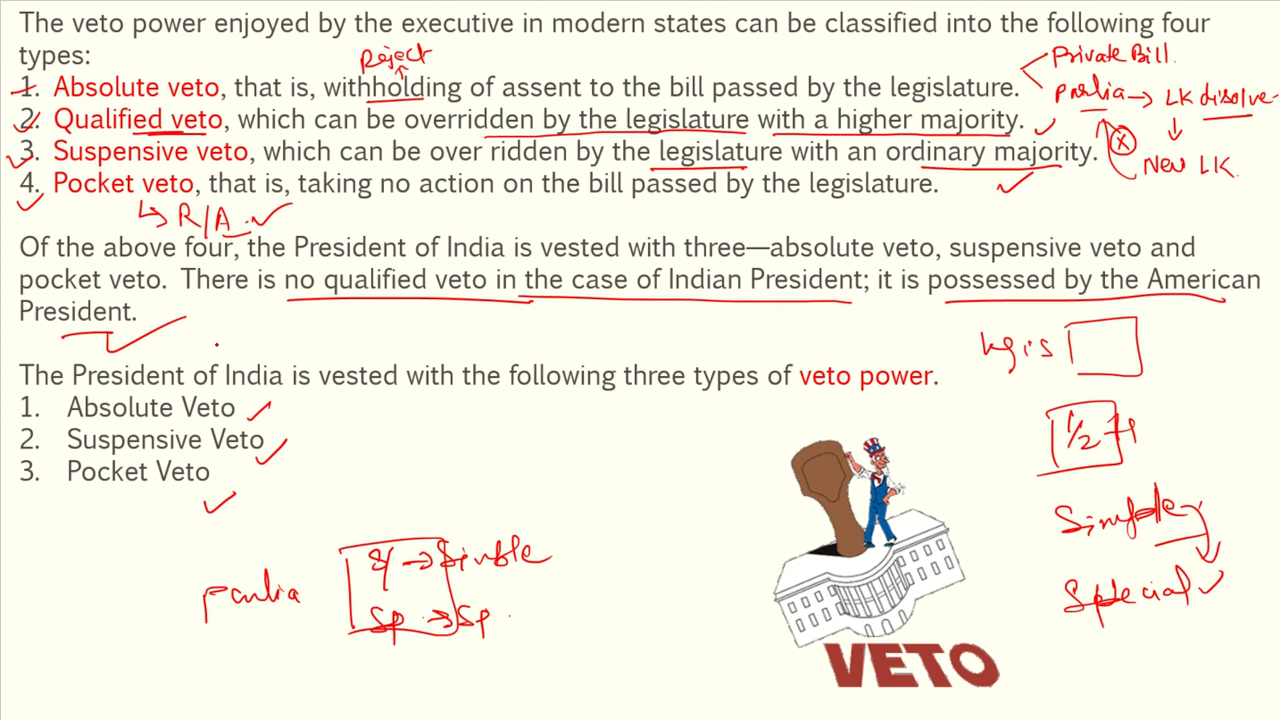 The veto power enjoyed by the executive in modern states can be classified into the following four
types:
Reject
1. Absolute veto, that is, withholding of assent to the bill passed by the legislature.
Private Bill.
parlia → LK dissolve
2. Qualified veto, which can be overridden by the legislature with a higher majority.
3. Suspensive veto, which can be over ridden by the legislature with an ordinary majority.
New LK.
4. Pocket veto, that is, taking no action on the bill passed by the legislature.
R/A
Of the above four, the President of India is vested with three—absolute veto, suspensive veto and
pocket veto. There is no qualified veto in the case of Indian President; it is possessed by the American
President.
The President of India is vested with the following three types of veto power.
1. Absolute Veto
2. Suspensive Veto
3. Pocket Veto
1/2 +1
Simple
Special
parlia
S/ → Simple
Sp → Sp
VETO